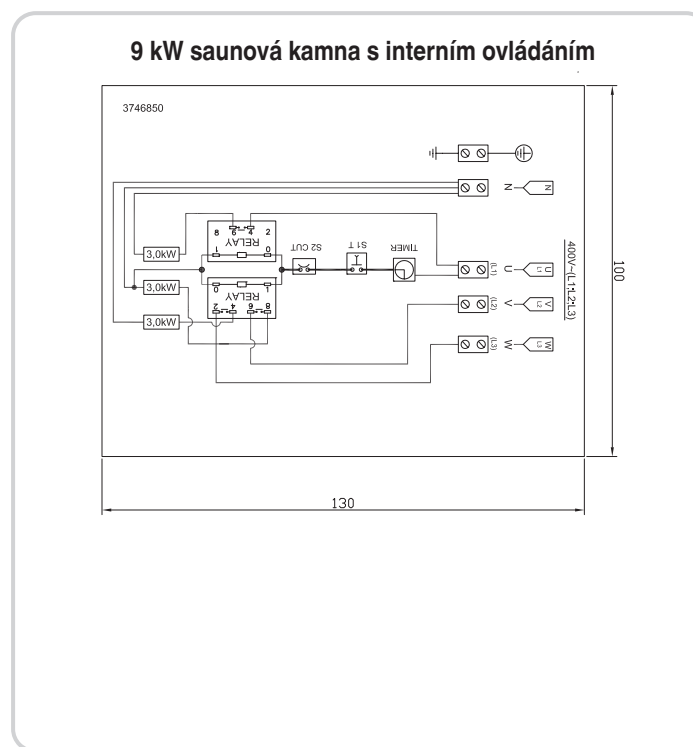 9 kW saunová kamna s interním ovládáním
3746850
N N
8 6 4 2
RELAY
1 0
3,0kW
S2 CUT
S1 T
TIMER
(L1) U U L1
400V~(L1;L2;L3)
100
3,0kW
0 1
RELAY
2 4 6 8
(L2) V V L2
3,0kW
(L3) W W L3
130